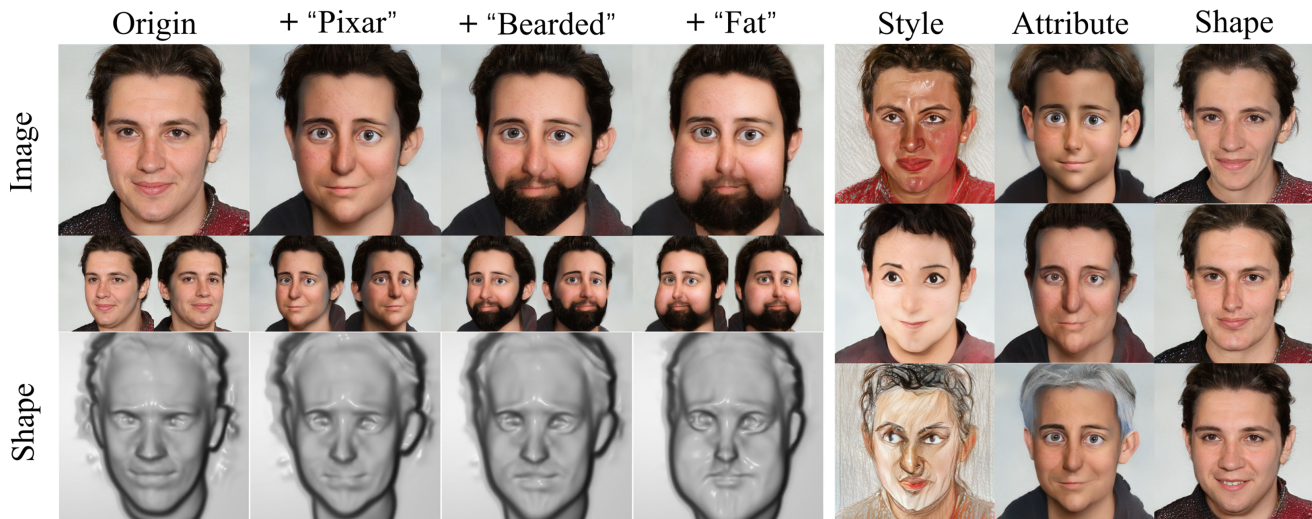 Origin
+ “Pixar”
+ “Bearded”
+ “Fat”
Style
Attribute
Shape
Image
Shape